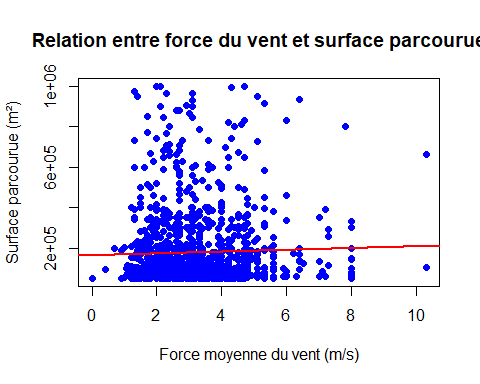 Relation entre force du vent et surface parcourue
Surface parcourue (m²)
1e+06
6e+05
2e+05
0 2 4 6 8 10
Force moyenne du vent (m/s)